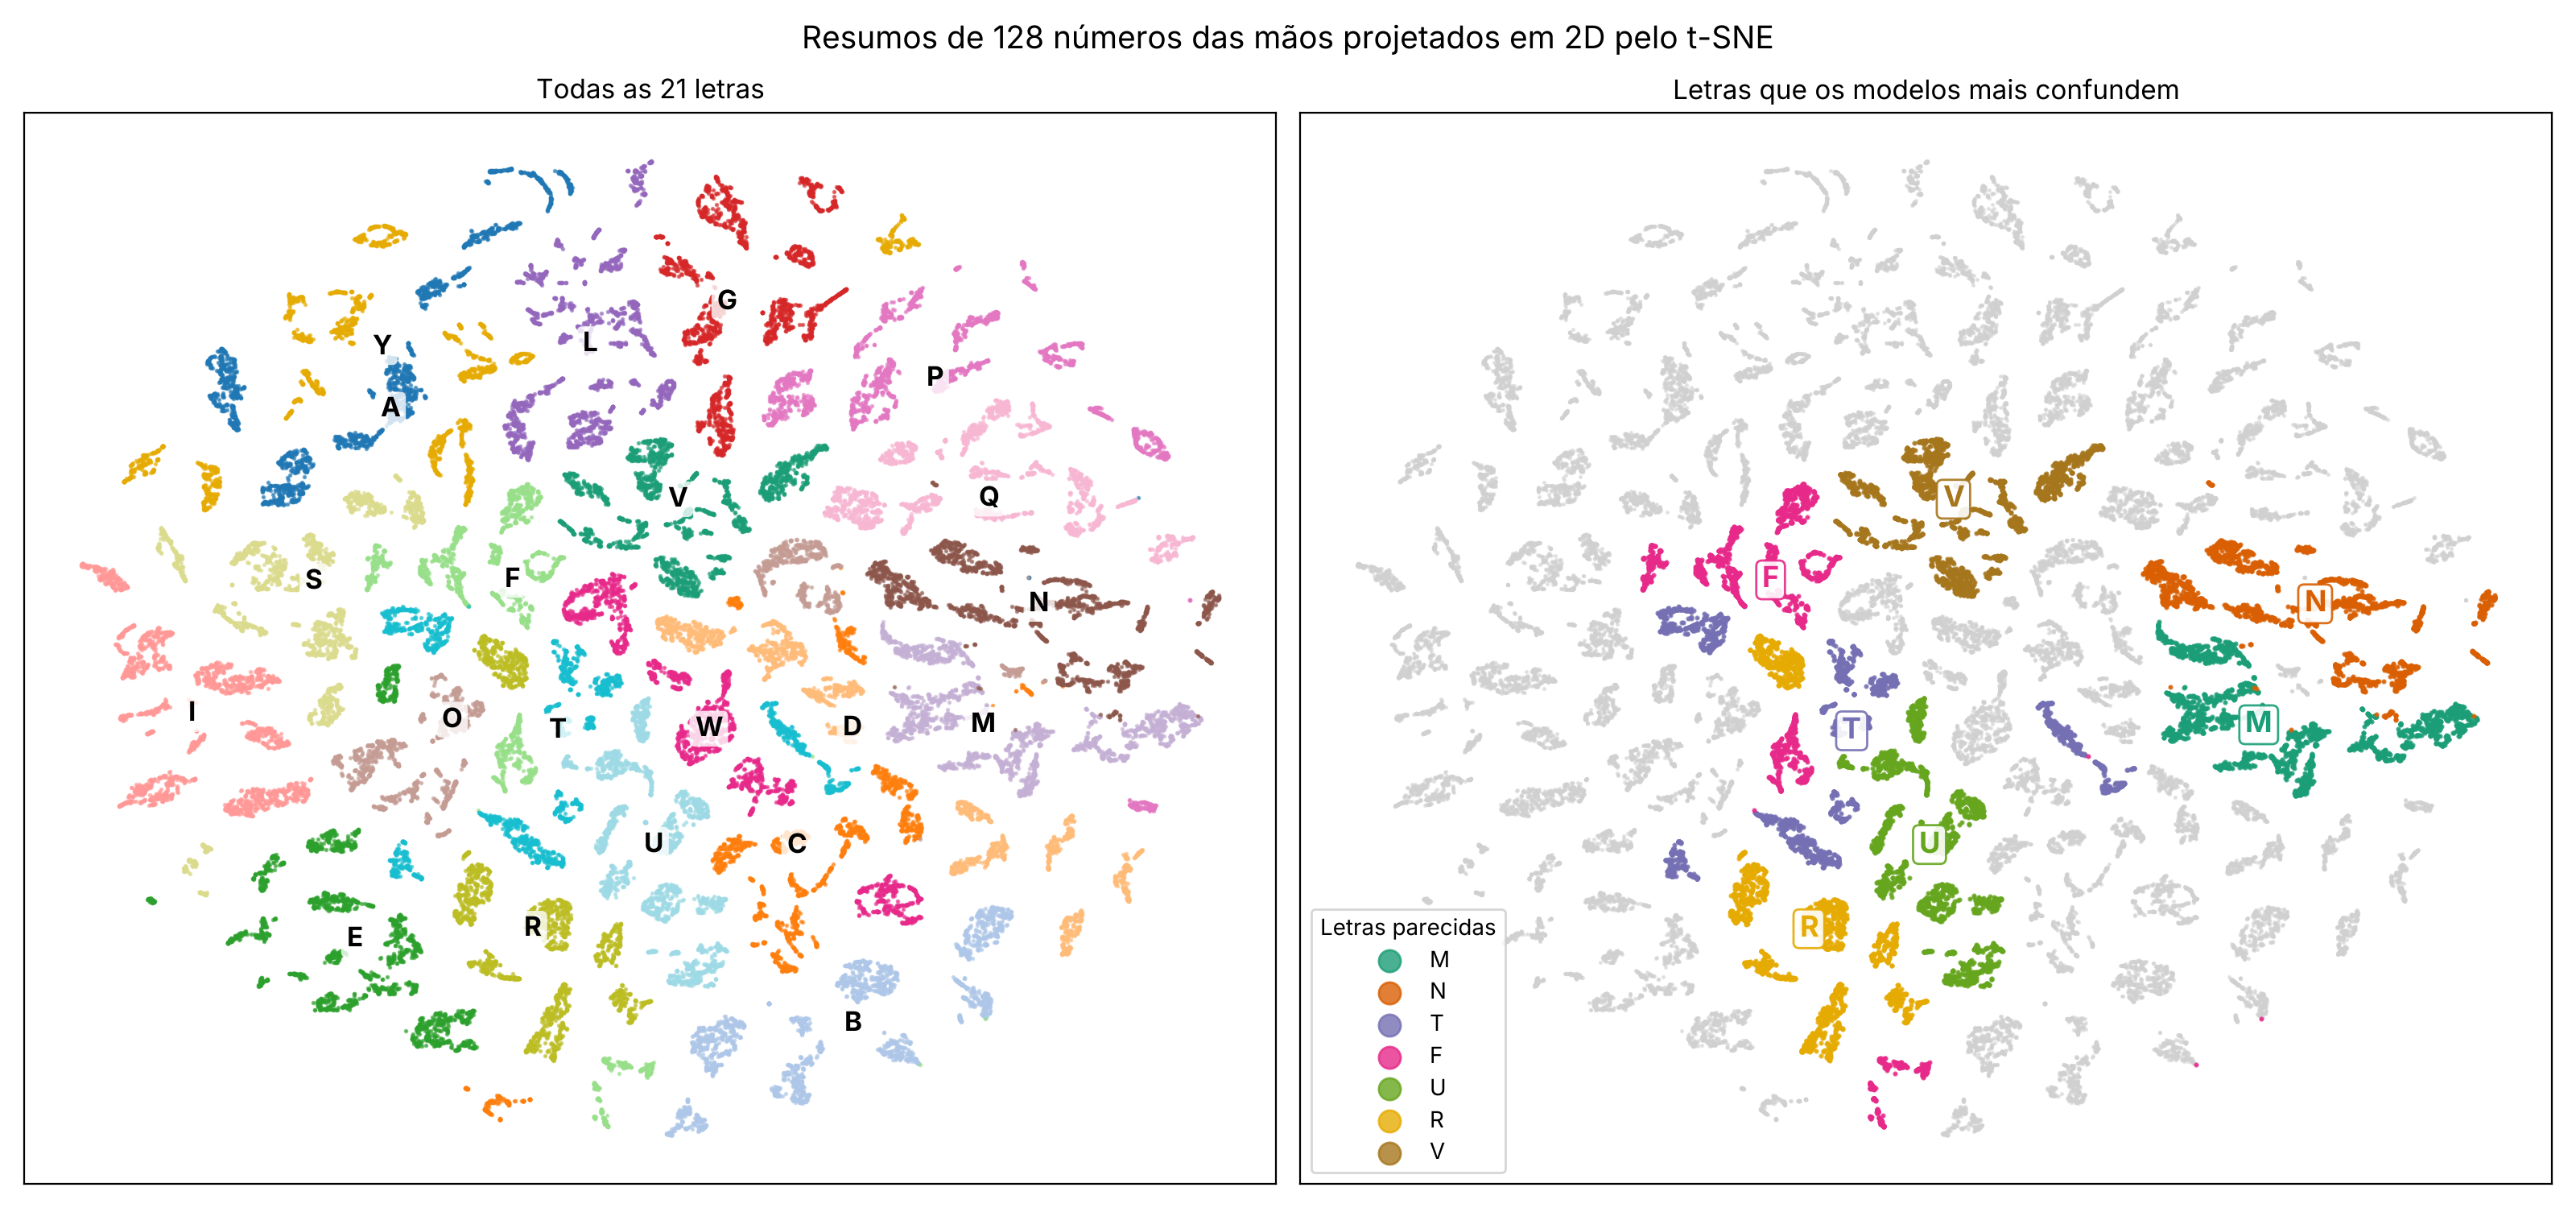 Resumos de 128 números das mãos projetados em 2D pelo t-SNE
Todas as 21 letras
G
L
Y
A
P
V
Q
S
F
N
I
O
T
W
D
M
U
C
R
E
B
Letras que os modelos mais confundem
V
F
N
T
M
U
R
Letras parecidas
M
N
T
F
U
R
V